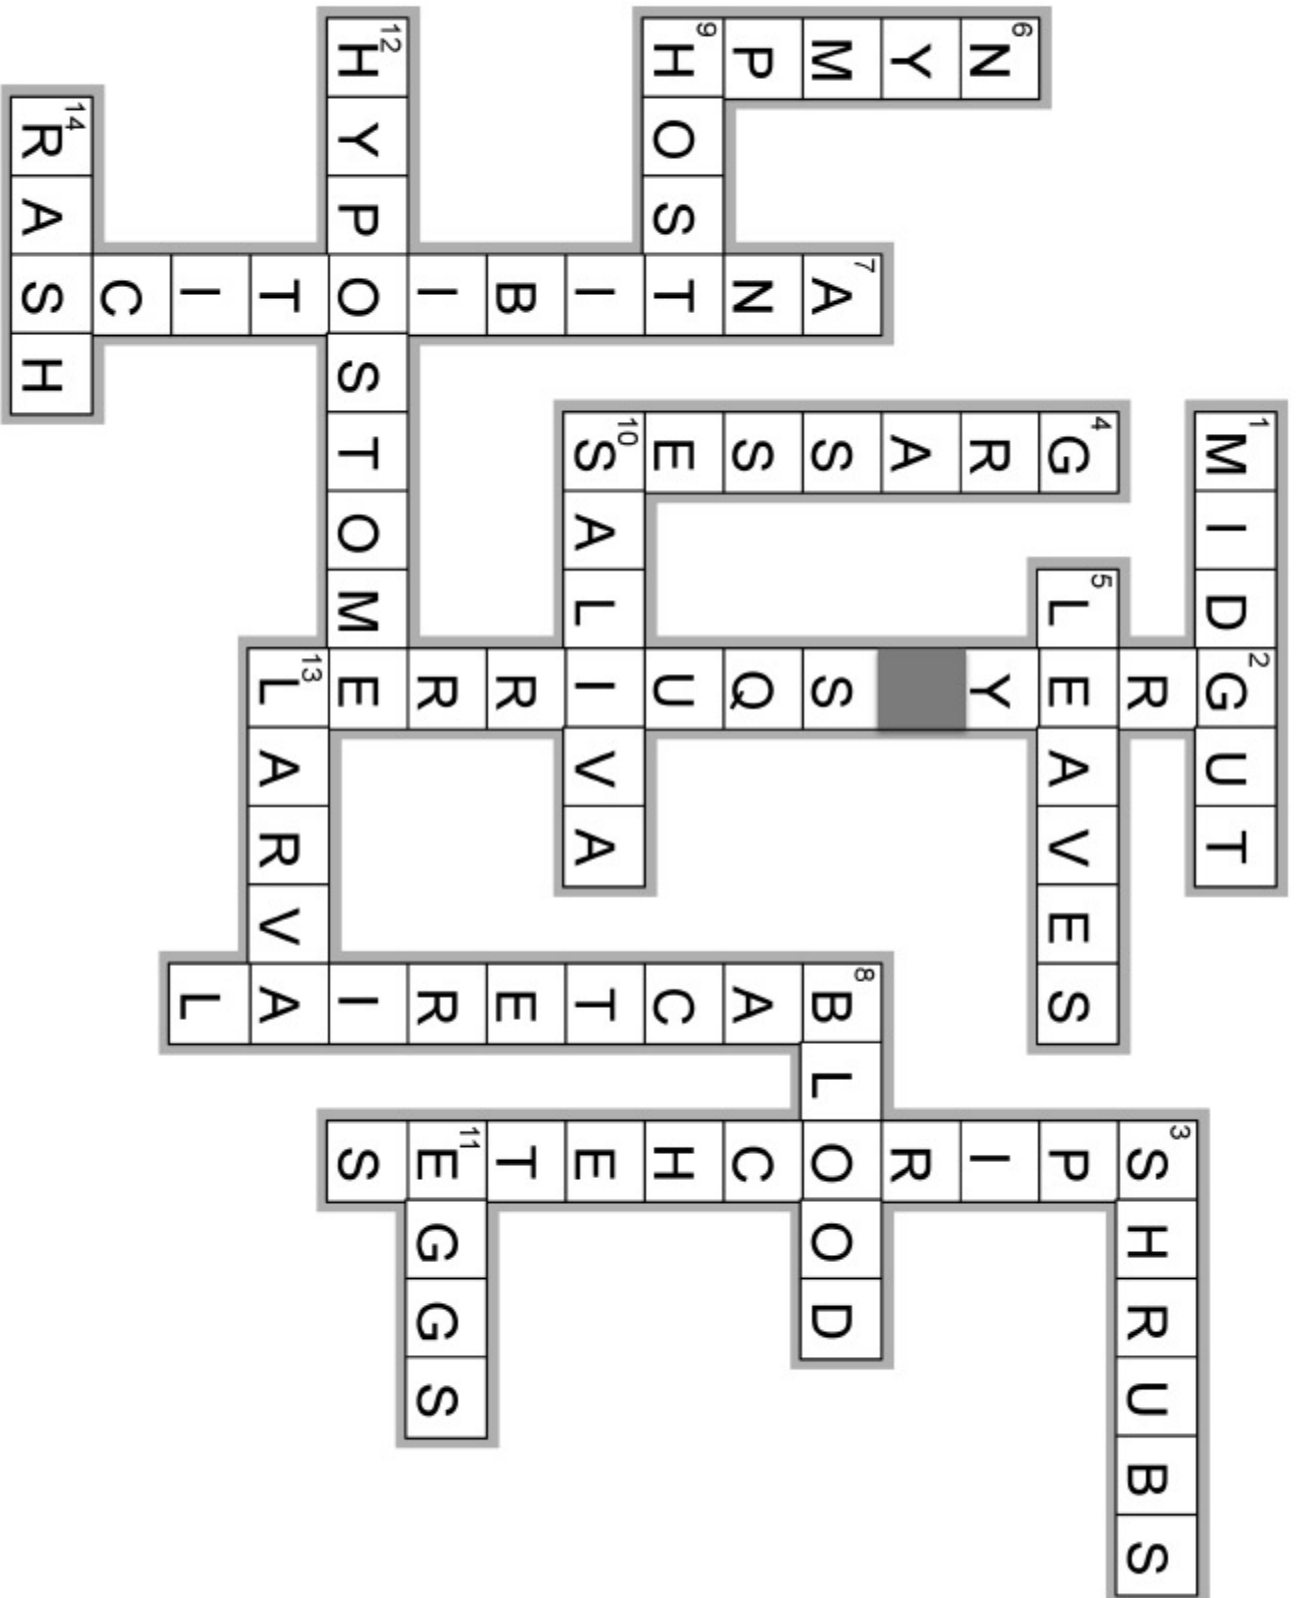 1 MIDGUT
2 GREY SQUIRREL
3 SHRUBS
3 SPIROCHETES
4 GRASSES
5 LEAVES
6 NYMPH
7 ANTIBIOTICS
8 BLOOD
8 BACTERIAL
9 HOST
10 SALIVA
11 EGGS
12 HYPOSTOME
13 LARVA
14 RASH